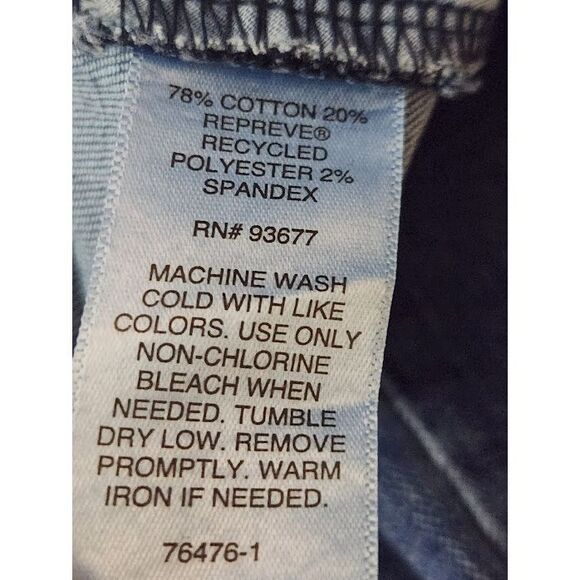 78% COTTON 20%
REPREVE®
RECYCLED
POLYESTER 2%
SPANDEX
RN# 93677
MACHINE WASH
COLD WITH LIKE
COLORS. USE ONLY
NON-CHLORINE
BLEACH WHEN
NEEDED. TUMBLE
DRY LOW. REMOVE
PROMPTLY. WARM
IRON IF NEEDED.
76476-1